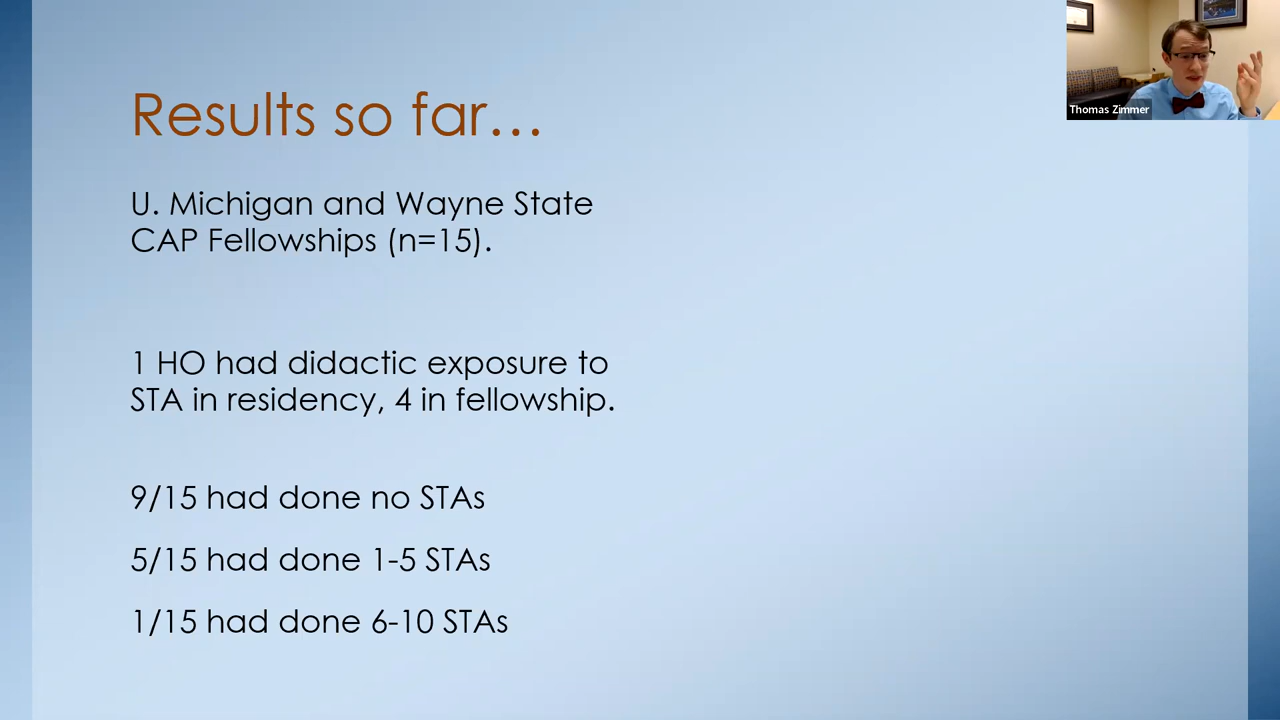 Results so far…
U. Michigan and Wayne State
CAP Fellowships (n=15).
1 HO had didactic exposure to
STA in residency, 4 in fellowship.
9/15 had done no STAs
5/15 had done 1-5 STAs
1/15 had done 6-10 STAs
Thomas Zimmer